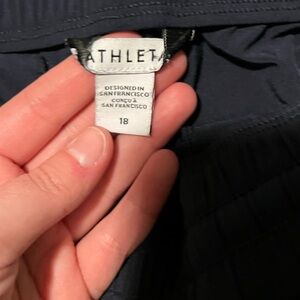 ATHLETA
DESIGNED IN
SAN FRANCISCO
CONÇU À
SAN FRANCISCO
18